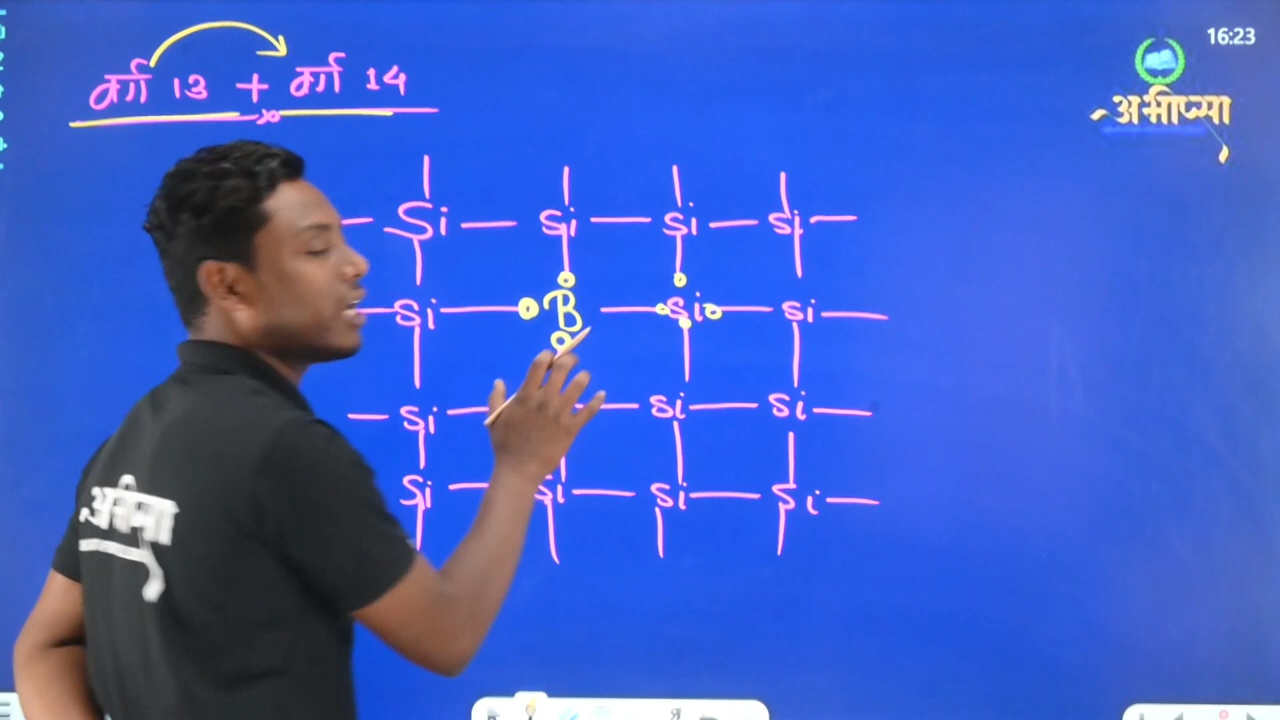 वर्ग 13 + वर्ग 14
16:23
अभीप्सा
Si — Si — Si — Si
Si — B — Si — Si
Si — Si — Si
Si — Si — Si — Si
अभीप्सा